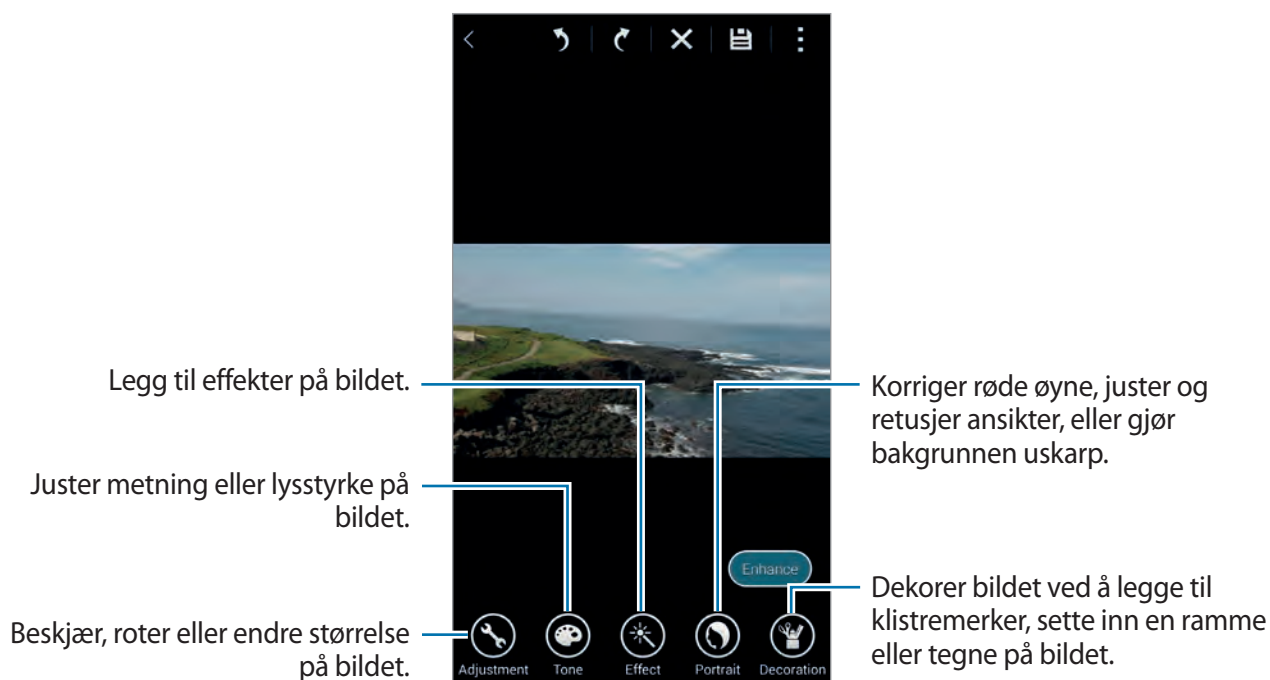 Legg til effekter på bildet.
Juster metning eller lysstyrke på
bildet.
Beskjær, roter eller endre størrelse
på bildet.
Korriger røde øyne, juster og
retusjer ansikter, eller gjør
bakgrunnen uskarp.
Enhance
Dekorer bildet ved å legge til
klistremerker, sette inn en ramme
eller tegne på bildet.
Adjustment Tone Effect Portrait Decoration